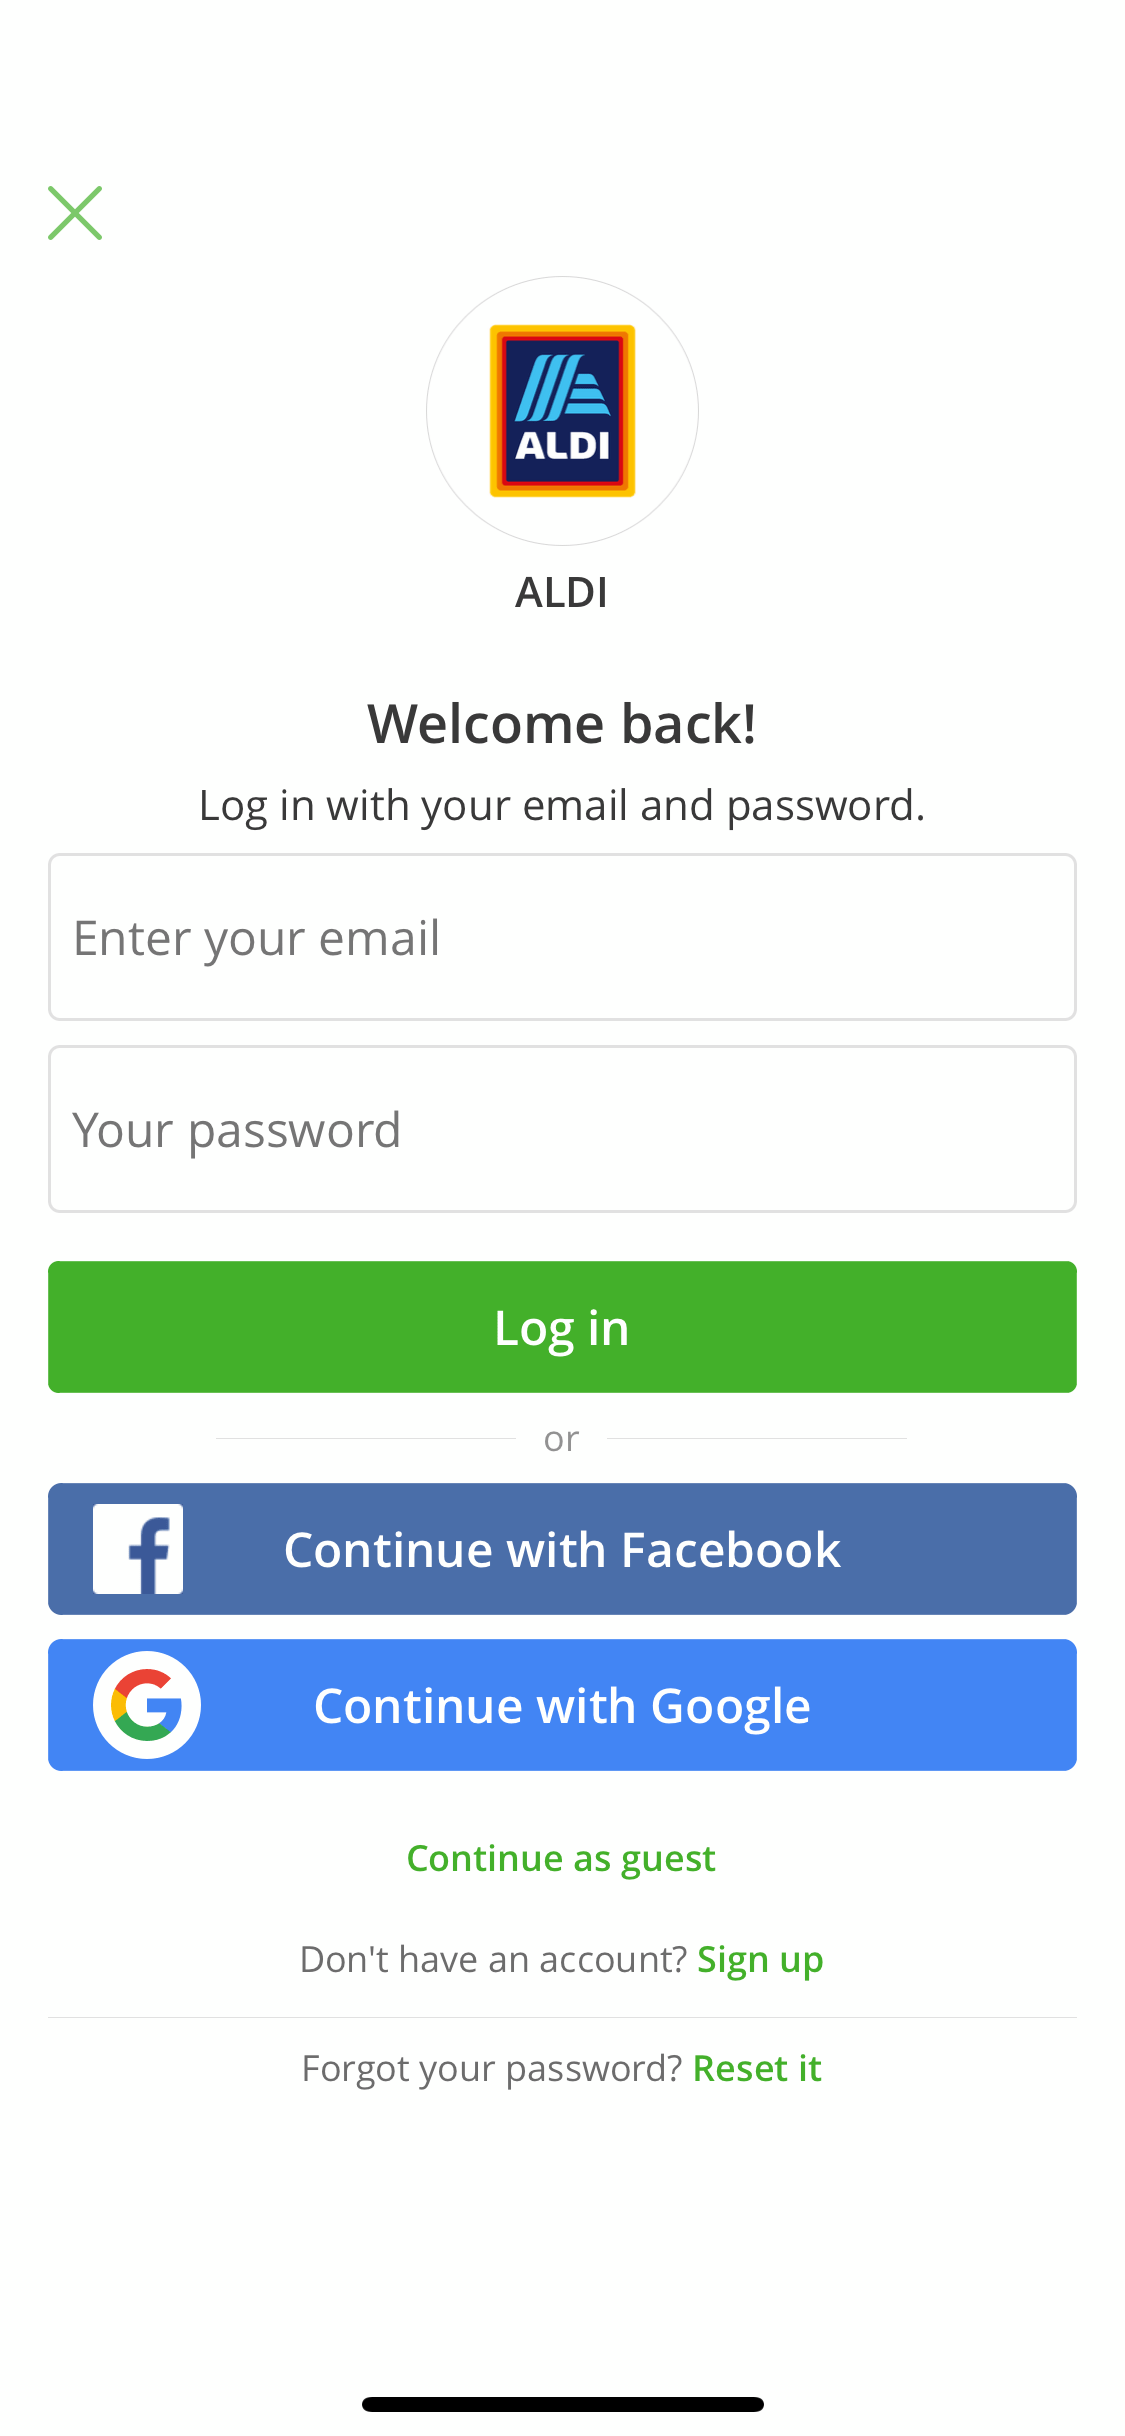 ALDI
ALDI
Welcome back!
Log in with your email and password.
Enter your email
Your password
Log in
or
Continue with Facebook
Continue with Google
Continue as guest
Don't have an account? Sign up
Forgot your password? Reset it